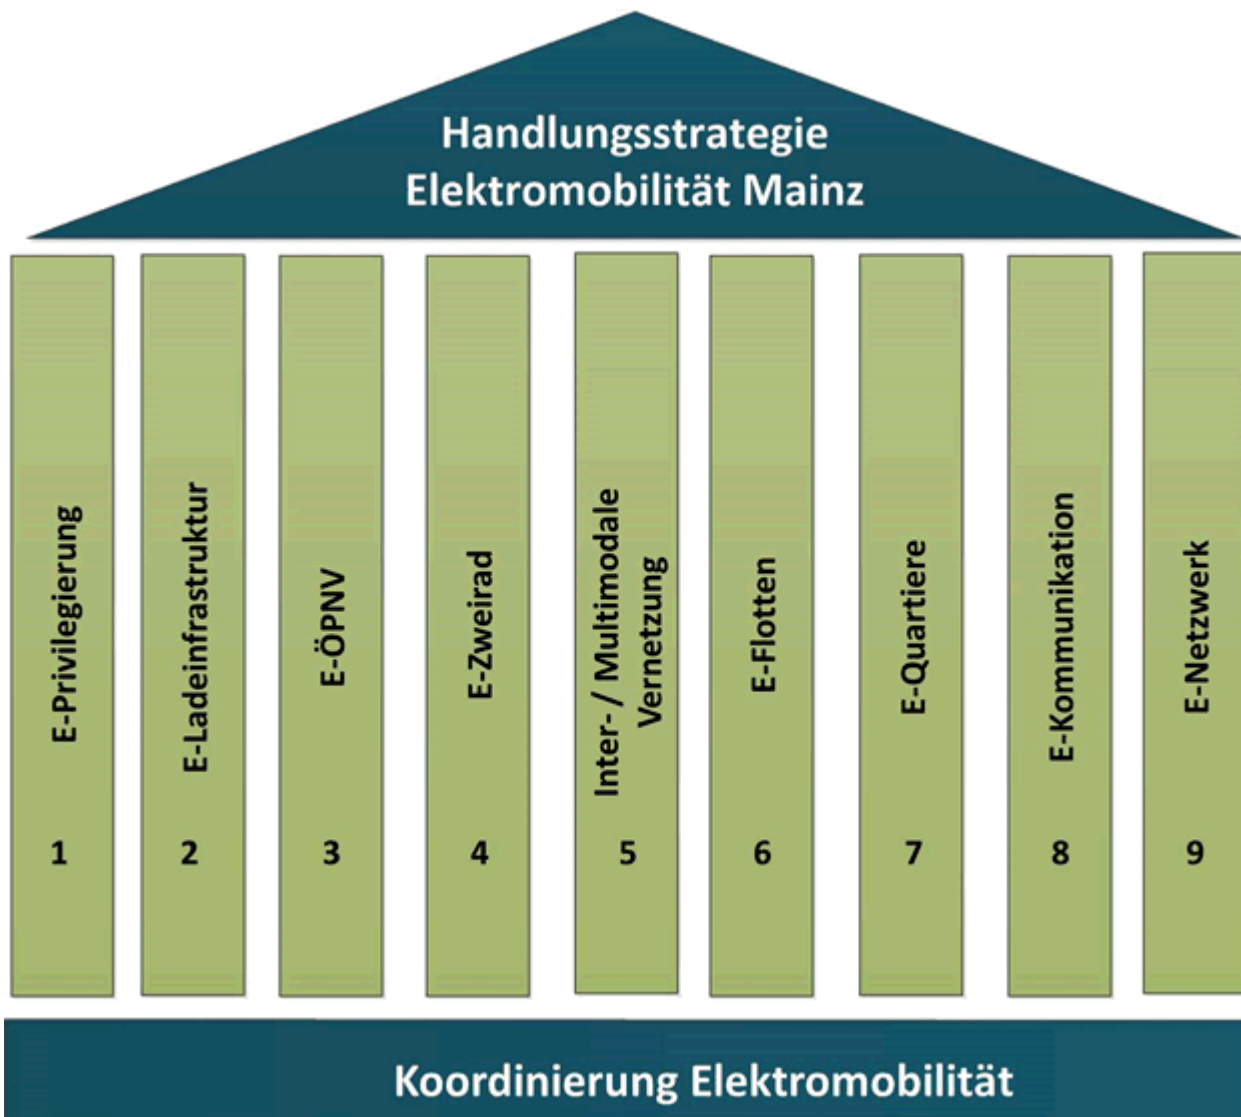 Handlungsstrategie
Elektromobilität Mainz
E-Privilegierung
1
E-Ladeinfrastruktur
2
E-ÖPNV
3
E-Zweirad
4
Inter- / Multimodale
Vernetzung
5
E-Flotten
6
E-Quartiere
7
E-Kommunikation
8
E-Netzwerk
9
Koordinierung Elektromobilität